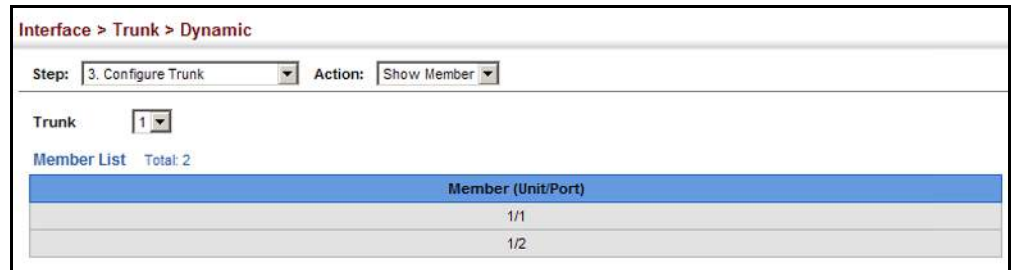 Interface > Trunk > Dynamic
Step: 3. Configure Trunk Action: Show Member
Trunk 1
Member List Total: 2
Member (Unit/Port)
1/1
1/2